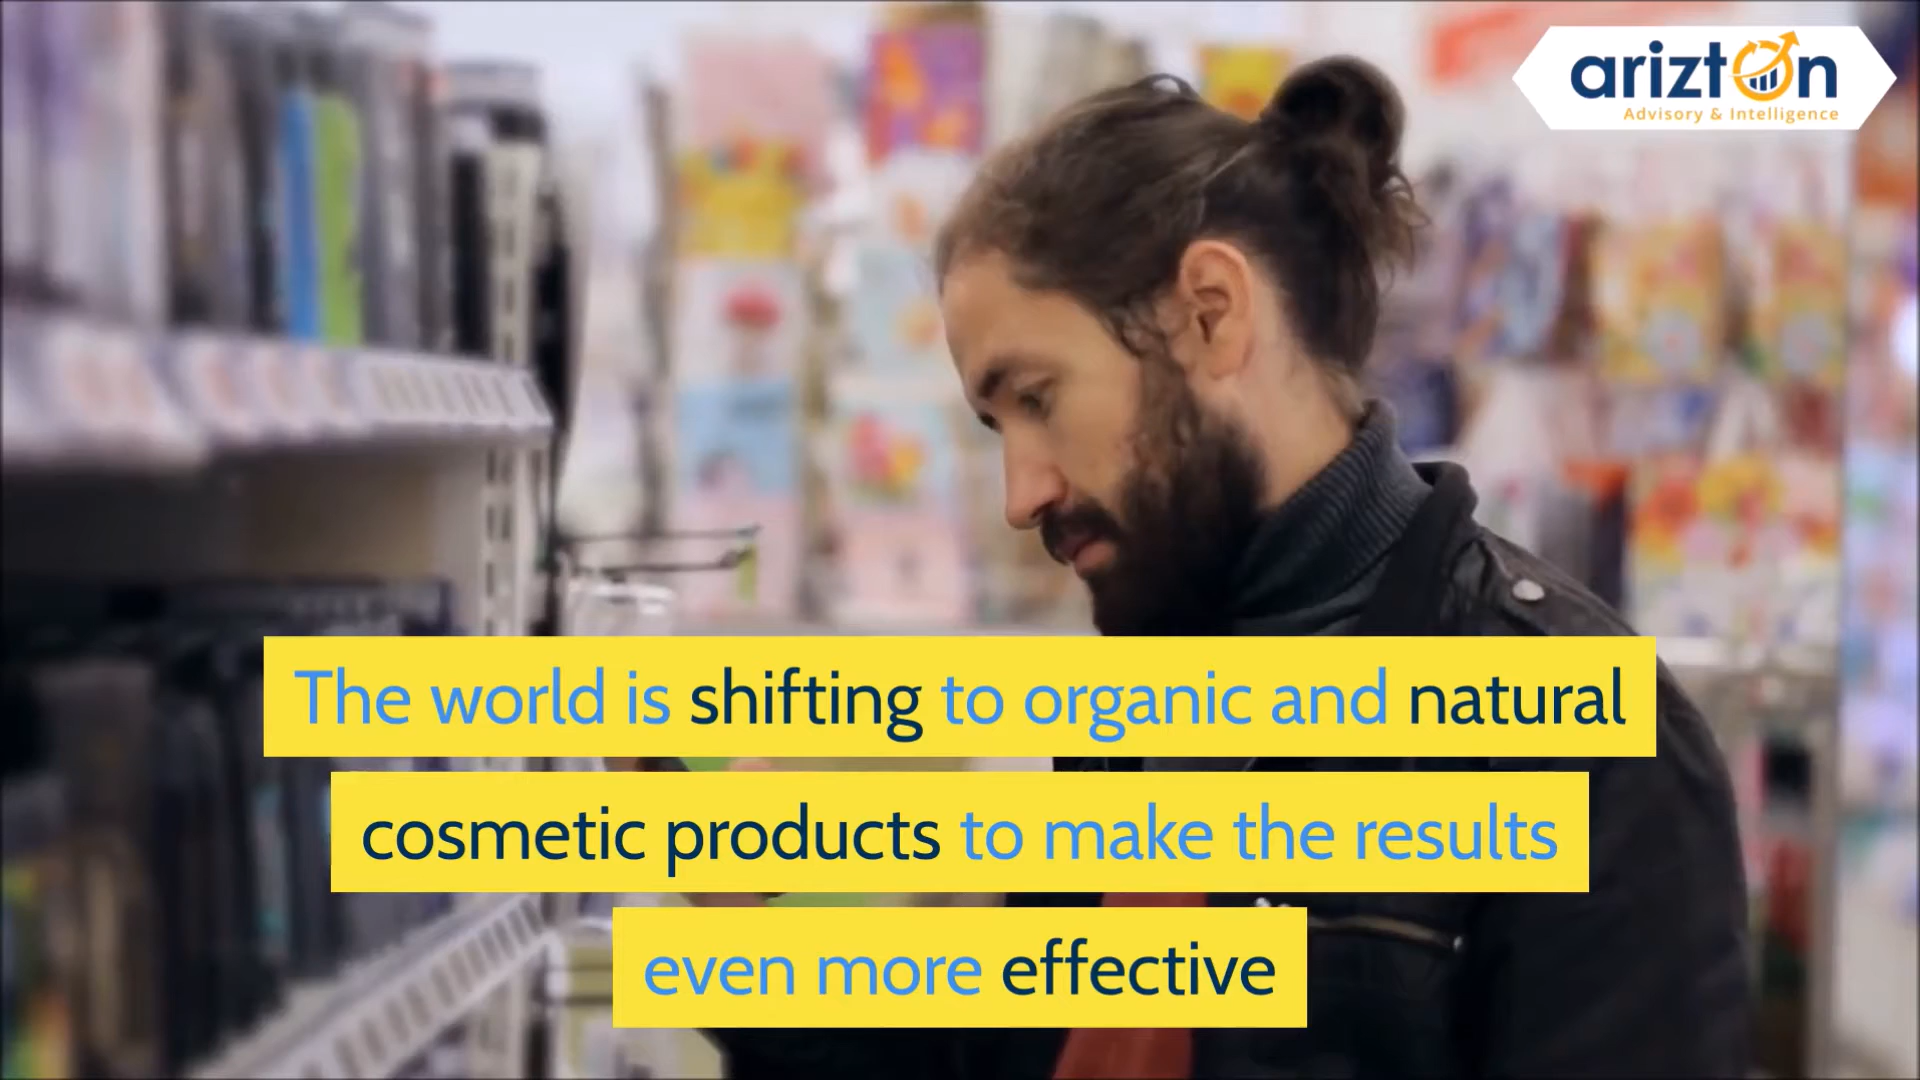 arizton
Advisory & Intelligence
The world is shifting to organic and natural
cosmetic products to make the results
even more effective